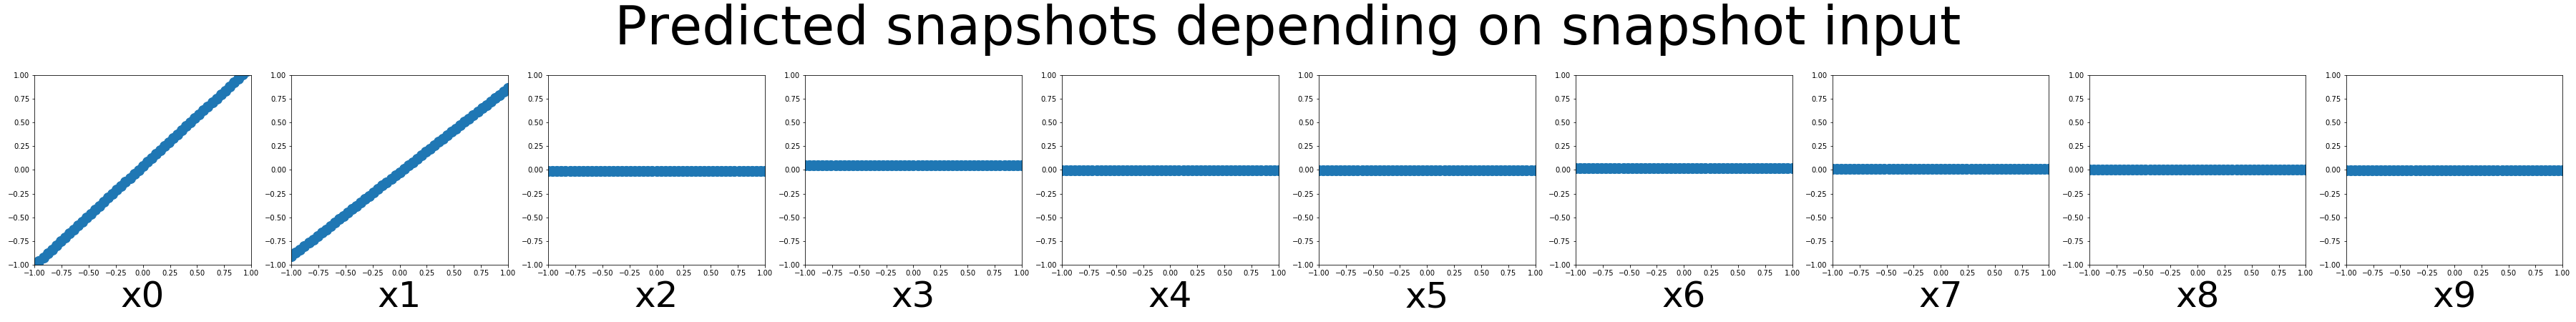 Predicted snapshots depending on snapshot input
1.00 1.00 1.00 1.00 1.00 1.00 1.00 1.00 1.00 1.00
0.75 0.75 0.75 0.75 0.75 0.75 0.75 0.75 0.75 0.75
0.50 0.50 0.50 0.50 0.50 0.50 0.50 0.50 0.50 0.50
0.25 0.25 0.25 0.25 0.25 0.25 0.25 0.25 0.25 0.25
0.00 0.00 0.00 0.00 0.00 0.00 0.00 0.00 0.00 0.00
−0.25 −0.25 −0.25 −0.25 −0.25 −0.25 −0.25 −0.25 −0.25 −0.25
−0.50 −0.50 −0.50 −0.50 −0.50 −0.50 −0.50 −0.50 −0.50 −0.50
−0.75 −0.75 −0.75 −0.75 −0.75 −0.75 −0.75 −0.75 −0.75 −0.75
−1.00 −1.00 −1.00 −1.00 −1.00 −1.00 −1.00 −1.00 −1.00 −1.00
−1.00 −0.75 −0.50 −0.25 0.00 0.25 0.50 0.75 1.00 −1.00 −0.75 −0.50 −0.25 0.00 0.25 0.50 0.75 1.00 −1.00 −0.75 −0.50 −0.25 0.00 0.25 0.50 0.75 1.00 −1.00 −0.75 −0.50 −0.25 0.00 0.25 0.50 0.75 1.00 −1.00 −0.75 −0.50 −0.25 0.00 0.25 0.50 0.75 1.00 −1.00 −0.75 −0.50 −0.25 0.00 0.25 0.50 0.75 1.00 −1.00 −0.75 −0.50 −0.25 0.00 0.25 0.50 0.75 1.00 −1.00 −0.75 −0.50 −0.25 0.00 0.25 0.50 0.75 1.00 −1.00 −0.75 −0.50 −0.25 0.00 0.25 0.50 0.75 1.00 −1.00 −0.75 −0.50 −0.25 0.00 0.25 0.50 0.75 1.00
x0 x1 x2 x3 x4 x5 x6 x7 x8 x9